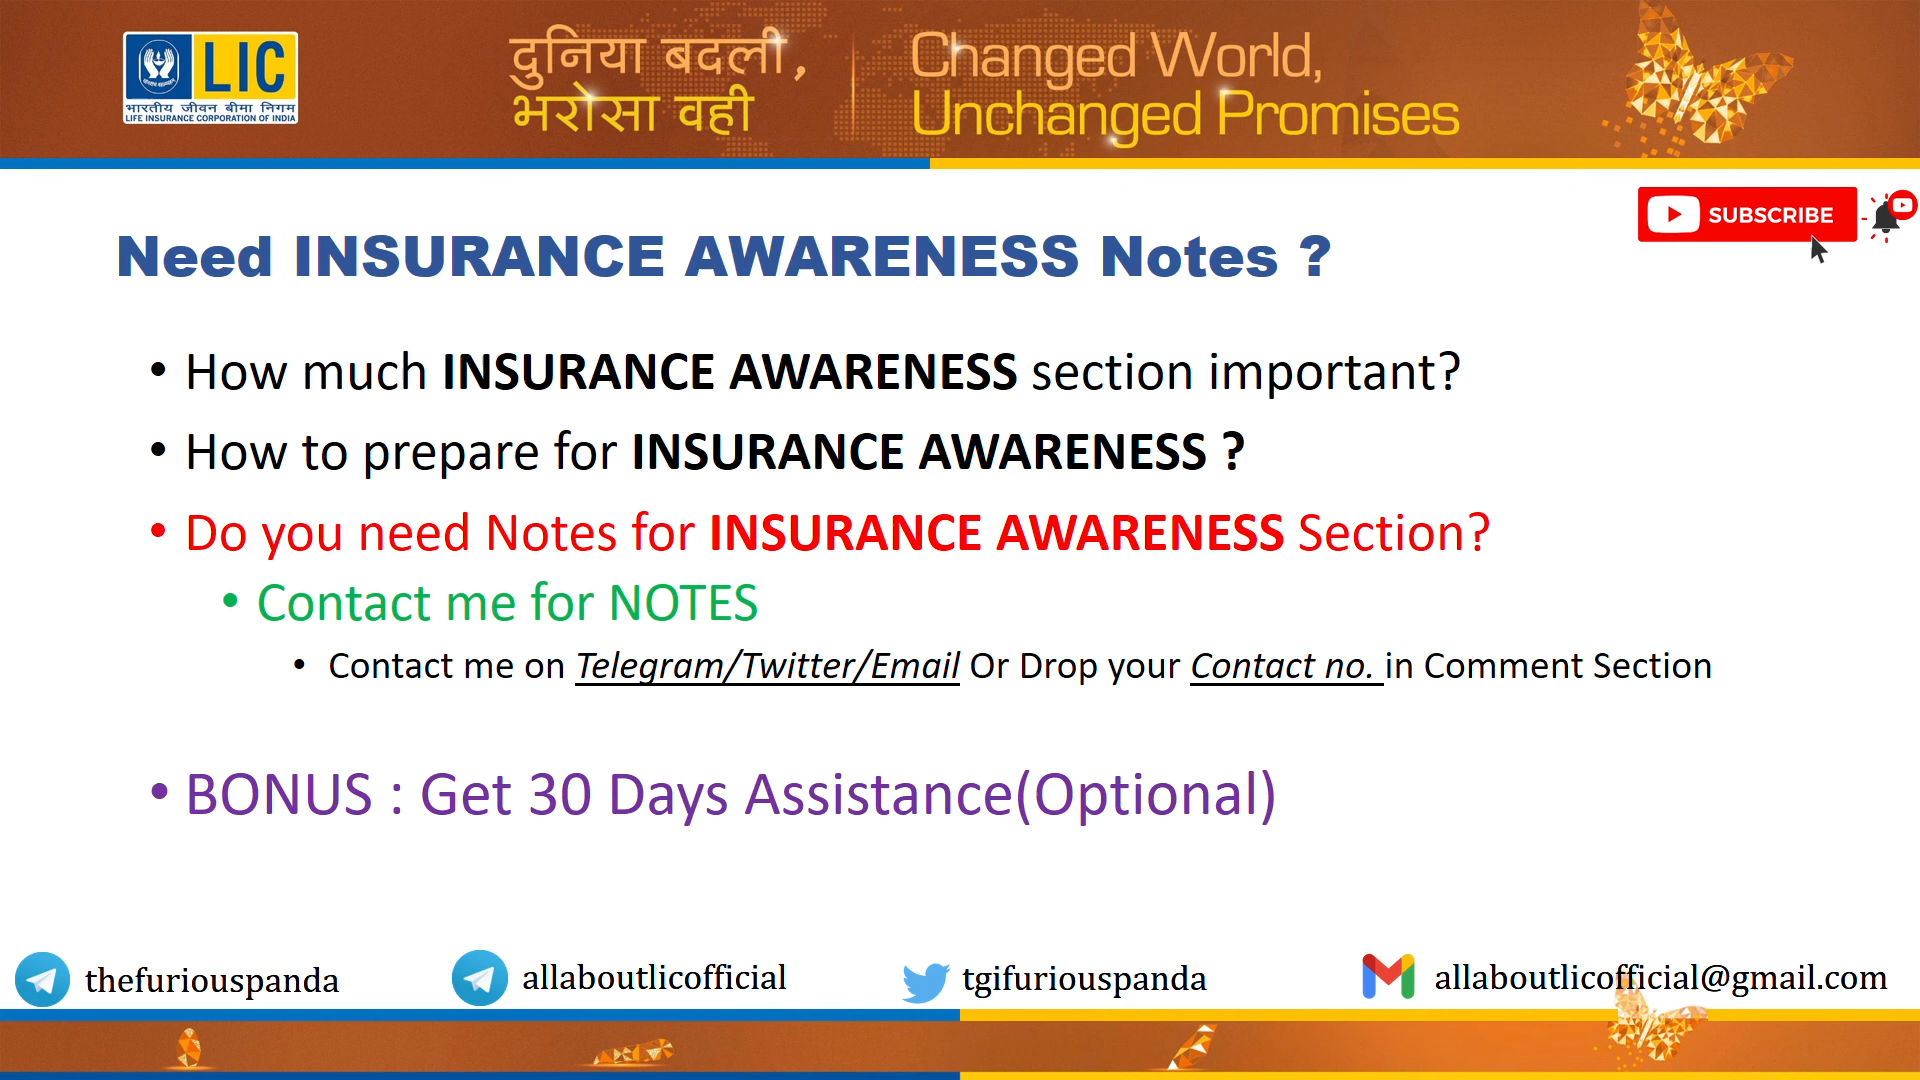 LIC
भारतीय जीवन बीमा निगम
LIFE INSURANCE CORPORATION OF INDIA
दुनिया बदली,
भरोसा वही
Changed World,
Unchanged Promises
SUBSCRIBE
Need INSURANCE AWARENESS Notes ?
• How much INSURANCE AWARENESS section important?
• How to prepare for INSURANCE AWARENESS ?
• Do you need Notes for INSURANCE AWARENESS Section?
• Contact me for NOTES
• Contact me on Telegram/Twitter/Email Or Drop your Contact no. in Comment Section
• BONUS : Get 30 Days Assistance(Optional)
thefuriouspanda
allaboutlicofficial
tgifuriouspanda
allaboutlicofficial@gmail.com